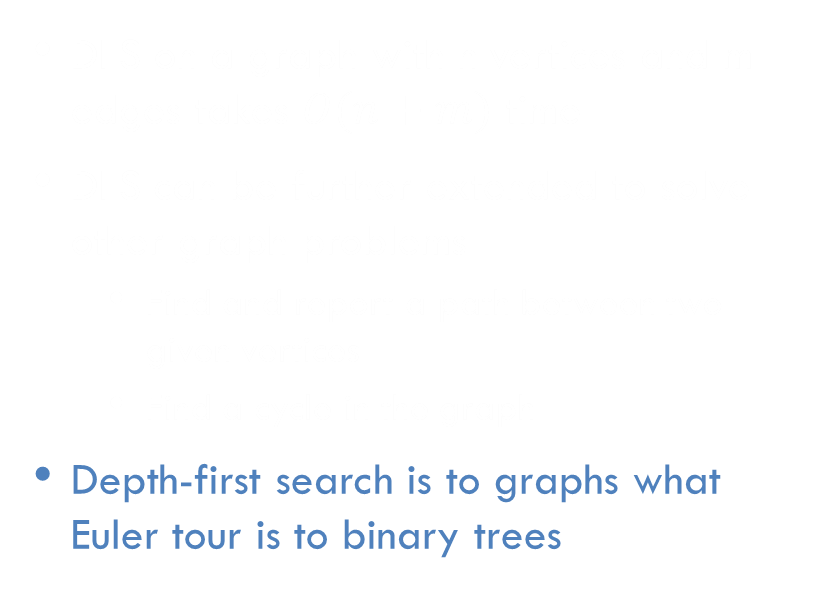 • Depth-first search is to graphs what
Euler tour is to binary trees